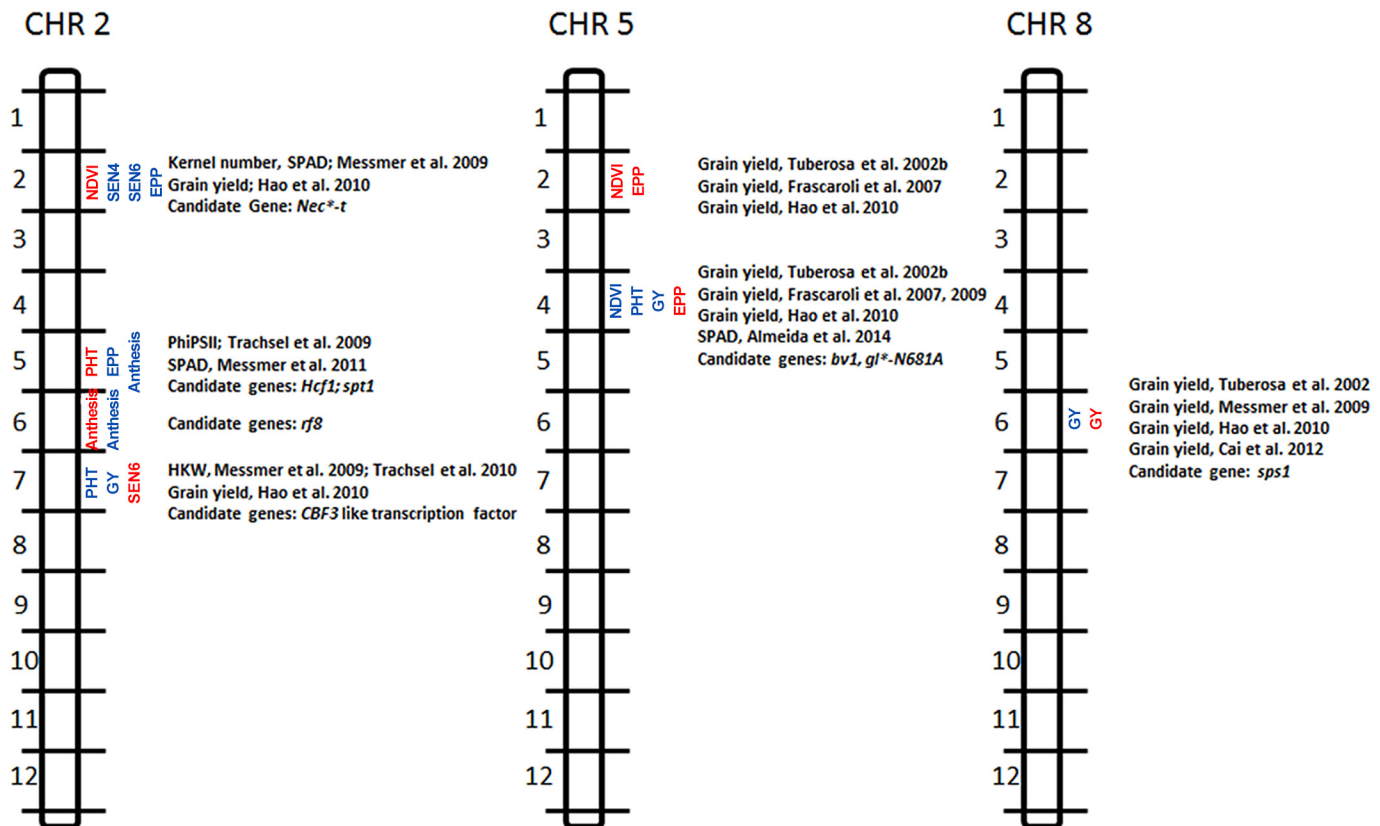 CHR 2
1
2
3
4
5
6
7
8
9
10
11
12
NDVI
SEN4
SEN6
EPP
Kernel number, SPAD; Messmer et al. 2009
Grain yield; Hao et al. 2010
Candidate Gene: Nec*-t
PHT
EPP
Anthesis
PhiPSII; Trachsel et al. 2009
SPAD, Messmer et al. 2011
Candidate genes: Hcf1; spt1
Anthesis
Anthesis
Candidate genes: rf8
PHT
GY
SEN6
HKW, Messmer et al. 2009; Trachsel et al. 2010
Grain yield, Hao et al. 2010
Candidate genes: CBF3 like transcription factor
CHR 5
1
2
3
4
5
6
7
8
9
10
11
12
NDVI
EPP
Grain yield, Tuberosa et al. 2002b
Grain yield, Frascaroli et al. 2007
Grain yield, Hao et al. 2010
NDVI
PHT
GY
EPP
Grain yield, Tuberosa et al. 2002b
Grain yield, Frascaroli et al. 2007, 2009
Grain yield, Hao et al. 2010
SPAD, Almeida et al. 2014
Candidate genes: bv1, gl*-N681A
CHR 8
1
2
3
4
5
6
7
8
9
10
11
12
GY
GY
Grain yield, Tuberosa et al. 2002
Grain yield, Messmer et al. 2009
Grain yield, Hao et al. 2010
Grain yield, Cai et al. 2012
Candidate gene: sps1